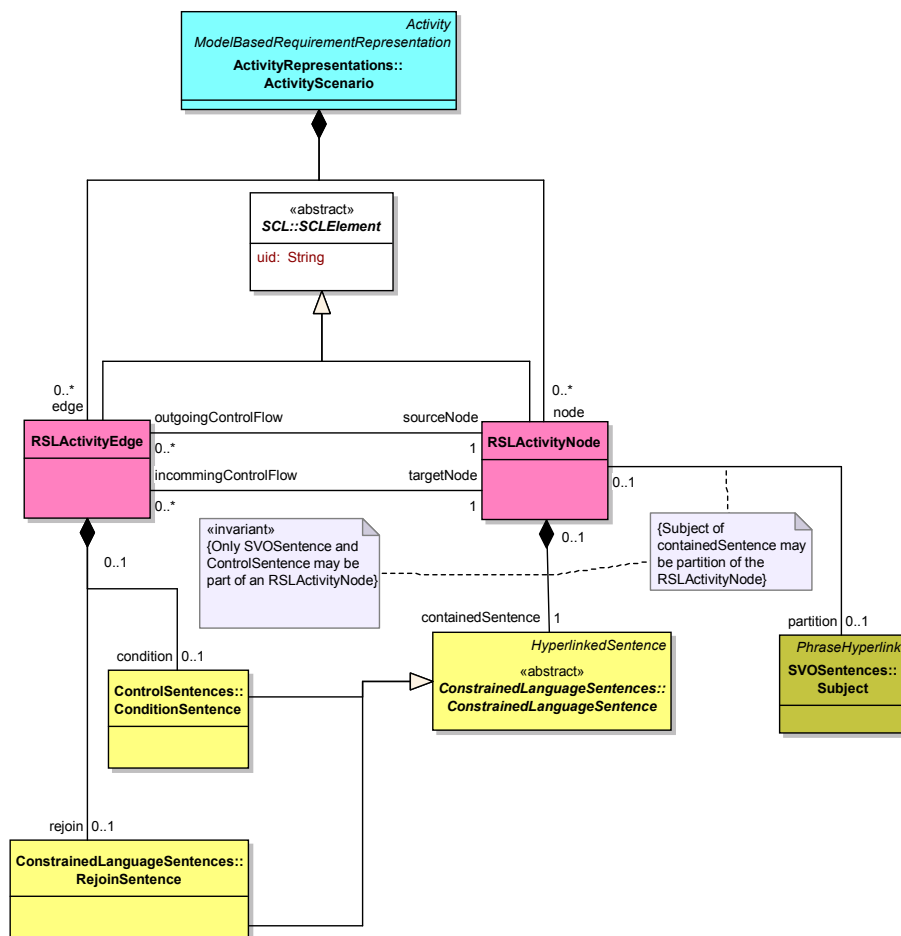 Activity
ModelBasedRequirementRepresentation
ActivityRepresentations::
ActivityScenario
«abstract»
SCL::SCLElement
uid: String
0..*
edge
0..*
node
outgoingControlFlow
sourceNode
RSLActivityEdge
0..*
1
RSLActivityNode
incommingControlFlow
targetNode
0..*
1
0..1
«invariant»
{Only SVOSentence and
ControlSentence may be
part of an RSLActivityNode}
{Subject of
containedSentence may
be partition of the
RSLActivityNode}
0..1
0..1
containedSentence
1
partition
0..1
condition
0..1
HyperlinkedSentence
«abstract»
ConstrainedLanguageSentences::
ConstrainedLanguageSentence
PhraseHyperlink
SVOSentences::
Subject
ControlSentences::
ConditionSentence
rejoin
0..1
ConstrainedLanguageSentences::
RejoinSentence